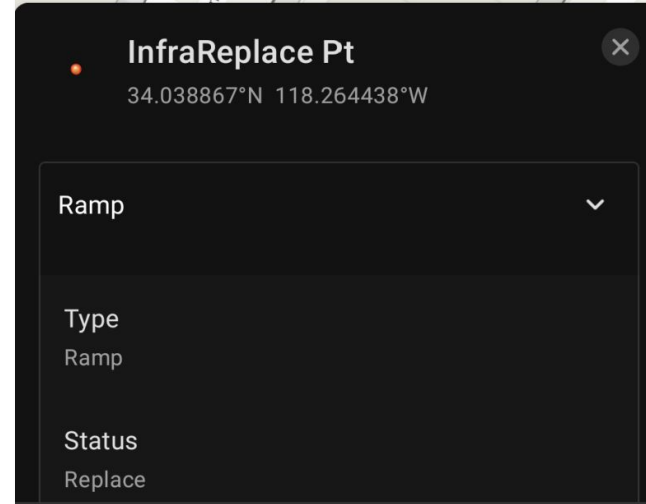 InfraReplace Pt
34.038867°N 118.264438°W
Ramp
Type
Ramp
Status
Replace